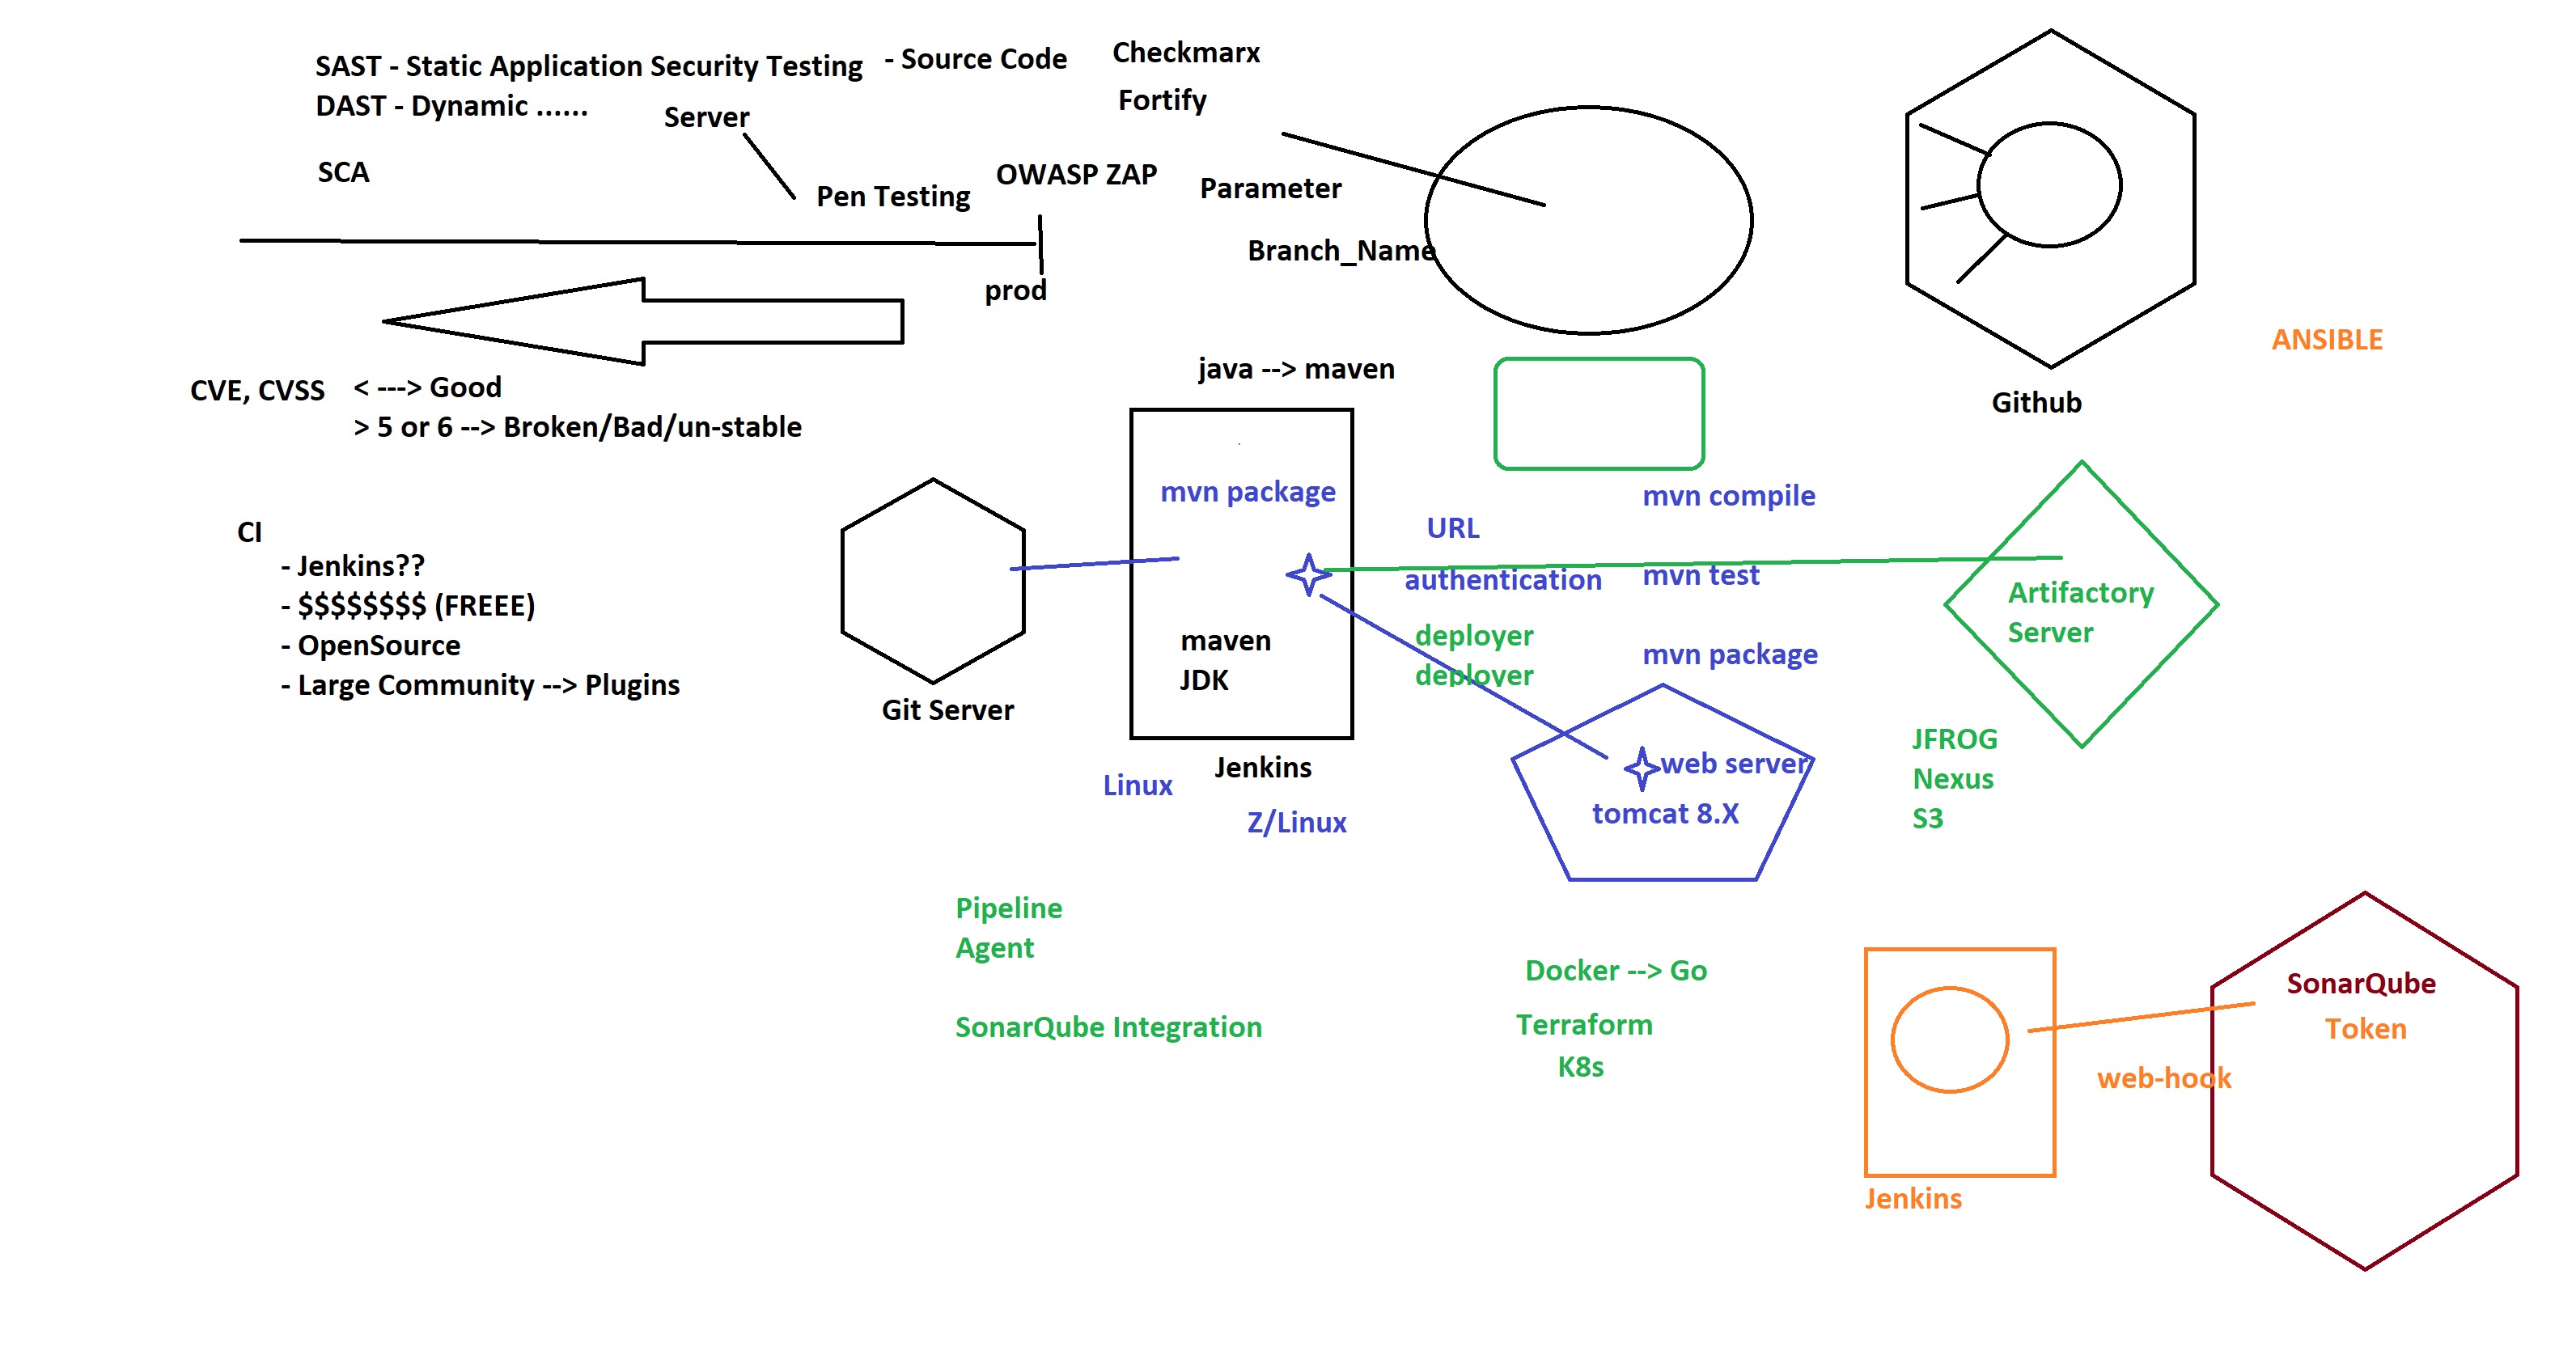 SAST - Static Application Security Testing - Source Code
DAST - Dynamic ......
Server
SCA
Pen Testing
OWASP ZAP
Checkmarx
Fortify
Parameter
Branch_Name
prod
CVE, CVSS
< ---> Good
> 5 or 6 --> Broken/Bad/un-stable
java --> maven
Github
ANSIBLE
CI
- Jenkins??
- $$$$$$$$ (FREEE)
- OpenSource
- Large Community --> Plugins
Git Server
mvn package
maven
JDK
Jenkins
Linux
Z/Linux
URL
authentication
deployer
deployer
mvn compile
mvn test
mvn package
web server
tomcat 8.X
Artifactory
Server
JFROG
Nexus
S3
Pipeline
Agent
SonarQube Integration
Docker --> Go
Terraform
K8s
Jenkins
web-hook
SonarQube
Token